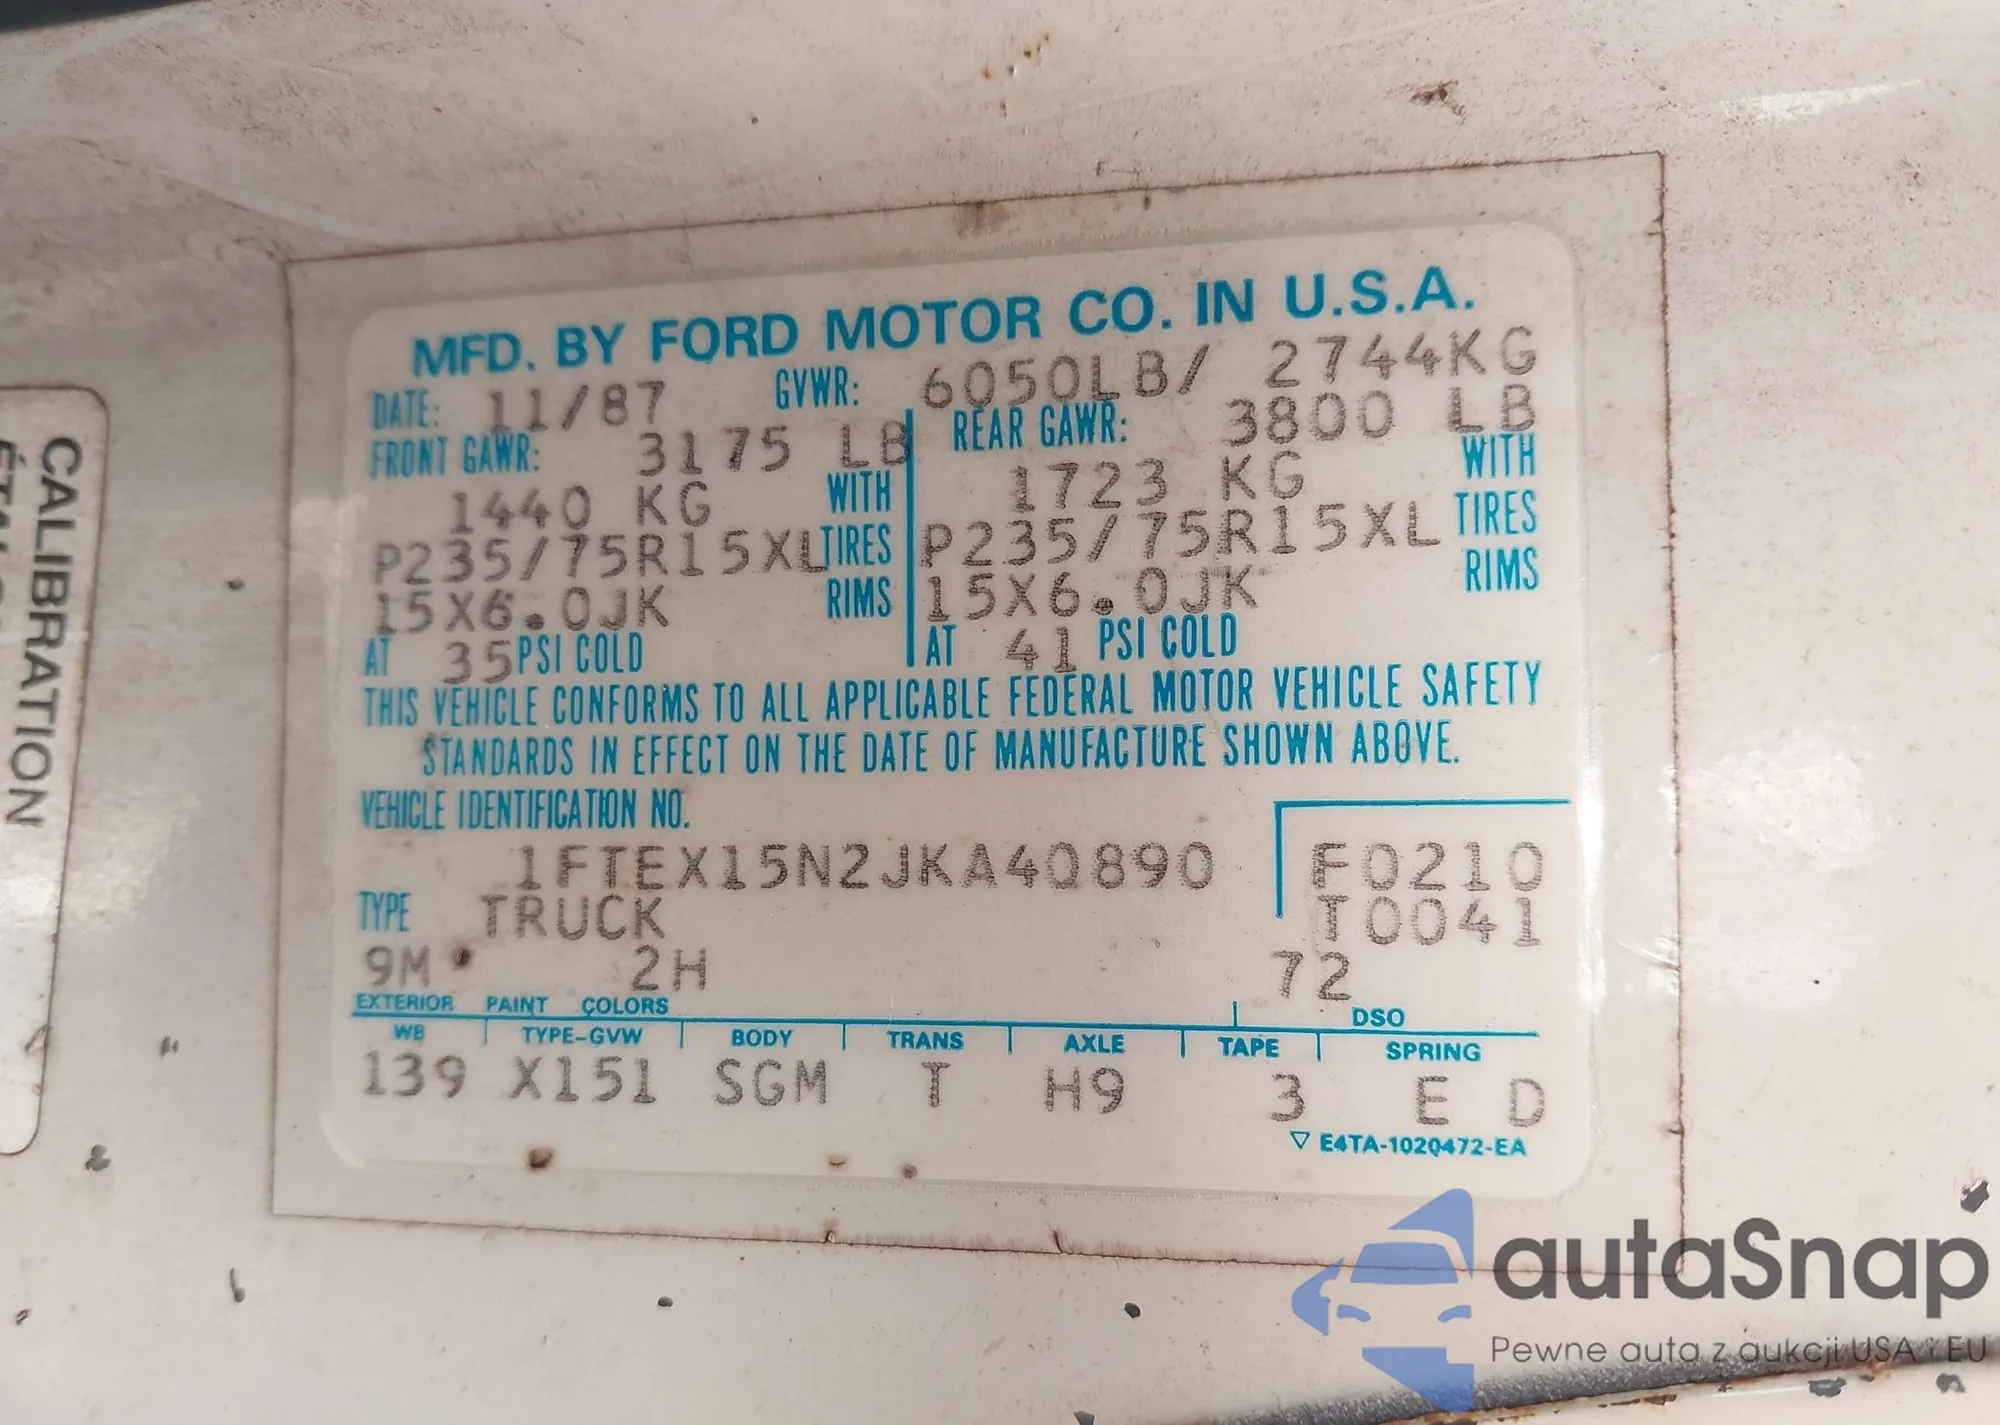 CALIBRATION
MFD. BY FORD MOTOR CO. IN U.S.A.
DATE: 11/87 GVWR: 6050LB/ 2744KG
FRONT GAWR: 3175 LB REAR GAWR: 3800 LB
1440 KG WITH 1723 KG WITH
P235/75R15XL TIRES P235/75R15XL TIRES
15X6.0JK RIMS 15X6.0JK RIMS
AT 35 PSI COLD AT 41 PSI COLD
THIS VEHICLE CONFORMS TO ALL APPLICABLE FEDERAL MOTOR VEHICLE SAFETY
STANDARDS IN EFFECT ON THE DATE OF MANUFACTURE SHOWN ABOVE.
VEHICLE IDENTIFICATION NO.
1FTEX15N2JKA40890 F0210
TYPE TRUCK T0041
9M 2H 72
EXTERIOR PAINT COLORS DSO
WB TYPE-GVW BODY TRANS AXLE TAPE SPRING
139 X151 SGM T H9 3 E D
▽ E4TA-1020472-EA
autaSnap
Pewne auta z aukcji USA i EU